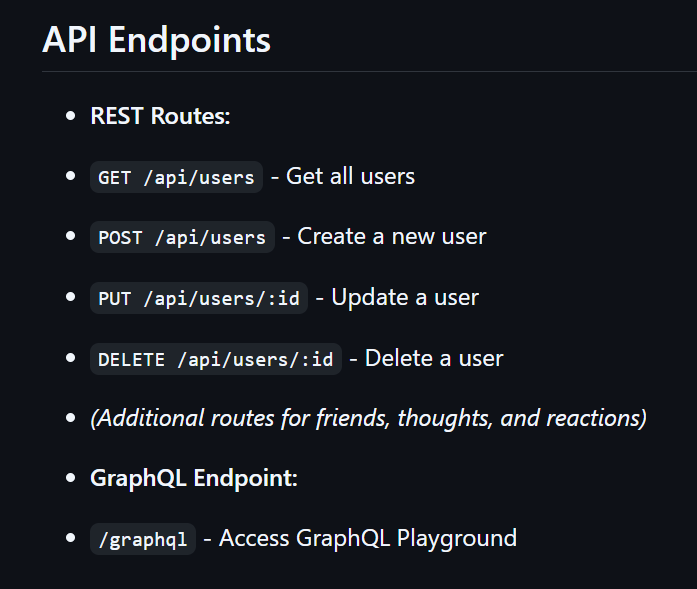 API Endpoints
REST Routes:
GET /api/users - Get all users
POST /api/users - Create a new user
PUT /api/users/:id - Update a user
DELETE /api/users/:id - Delete a user
(Additional routes for friends, thoughts, and reactions)
GraphQL Endpoint:
/graphql - Access GraphQL Playground